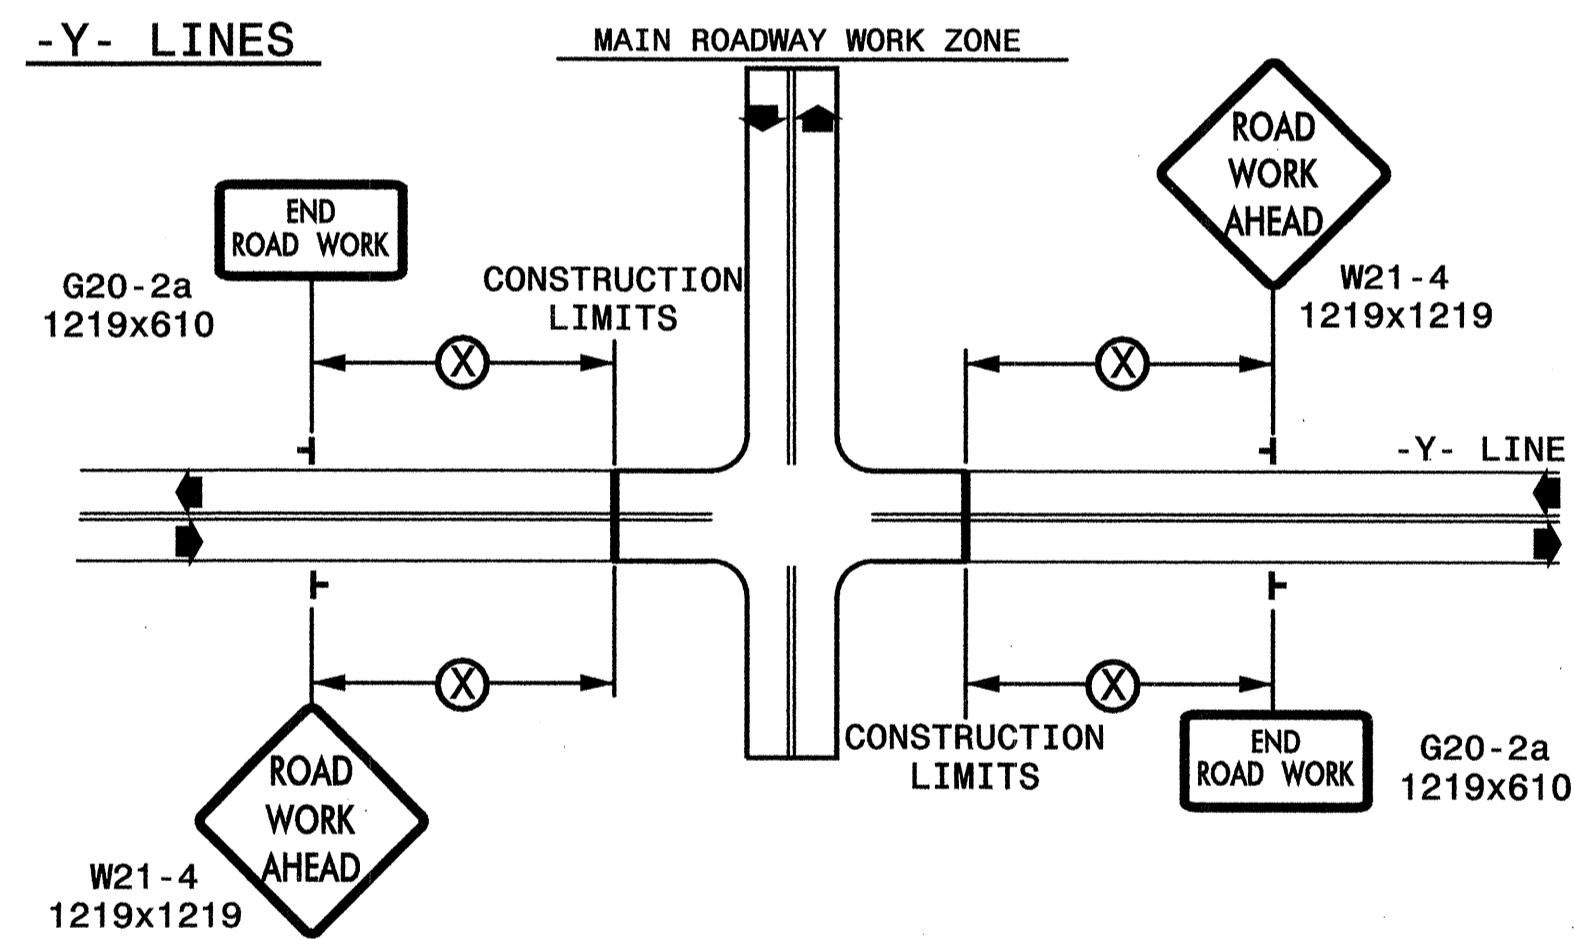 -Y- LINES
MAIN ROADWAY WORK ZONE
ROAD
WORK
AHEAD
W21-4
1219x1219
END
ROAD WORK
G20-2a
1219x610
CONSTRUCTION
LIMITS
X
X
-Y- LINE
X
X
CONSTRUCTION
LIMITS
END
ROAD WORK
G20-2a
1219x610
ROAD
WORK
AHEAD
W21-4
1219x1219